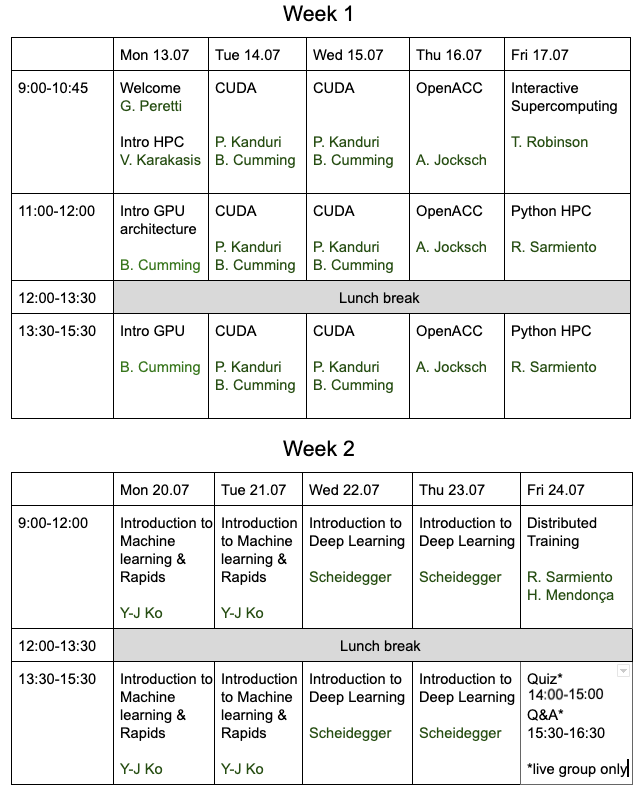 Week 1
Mon 13.07 Tue 14.07 Wed 15.07 Thu 16.07 Fri 17.07
9:00-10:45 Welcome CUDA CUDA OpenACC Interactive
G. Peretti Supercomputing
Intro HPC P. Kanduri P. Kanduri T. Robinson
V. Karakasis B. Cumming B. Cumming A. Jocksch
11:00-12:00 Intro GPU CUDA CUDA OpenACC Python HPC
architecture
P. Kanduri P. Kanduri A. Jocksch R. Sarmiento
B. Cumming B. Cumming B. Cumming
12:00-13:30 Lunch break
13:30-15:30 Intro GPU CUDA CUDA OpenACC Python HPC
B. Cumming P. Kanduri P. Kanduri A. Jocksch R. Sarmiento
B. Cumming B. Cumming
Week 2
Mon 20.07 Tue 21.07 Wed 22.07 Thu 23.07 Fri 24.07
9:00-12:00 Introduction to Introduction Introduction to Introduction to Distributed
Machine to Machine Deep Learning Deep Learning Training
learning & learning &
Rapids Rapids Scheidegger Scheidegger R. Sarmiento
H. Mendonça
Y-J Ko Y-J Ko
12:00-13:30 Lunch break
13:30-15:30 Introduction to Introduction Introduction to Introduction to Quiz*
Machine to Machine Deep Learning Deep Learning 14:00-15:00
learning & learning & Q&A*
Rapids Rapids Scheidegger Scheidegger 15:30-16:30
Y-J Ko Y-J Ko *live group only